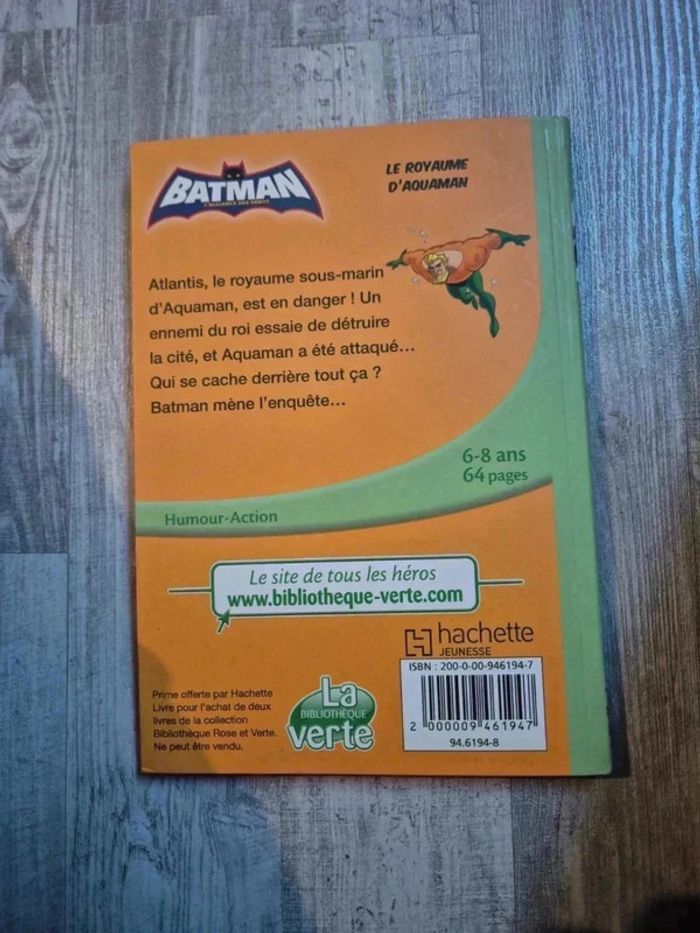 BATMAN
L'ALLIANCE DES HÉROS
LE ROYAUME
D'AQUAMAN
Atlantis, le royaume sous-marin
d'Aquaman, est en danger ! Un
ennemi du roi essaie de détruire
la cité, et Aquaman a été attaqué...
Qui se cache derrière tout ça ?
Batman mène l'enquête...
6-8 ans
64 pages
Humour-Action
Le site de tous les héros
www.bibliotheque-verte.com
hachette
JEUNESSE
ISBN : 200-0-00-946194-7
2 000009 461947
94.6194-8
Prime offerte par Hachette
Livre pour l'achat de deux
livres de la collection
Bibliothèque Rose et Verte.
Ne peut être vendu.
La
BIBLIOTHÈQUE
verte